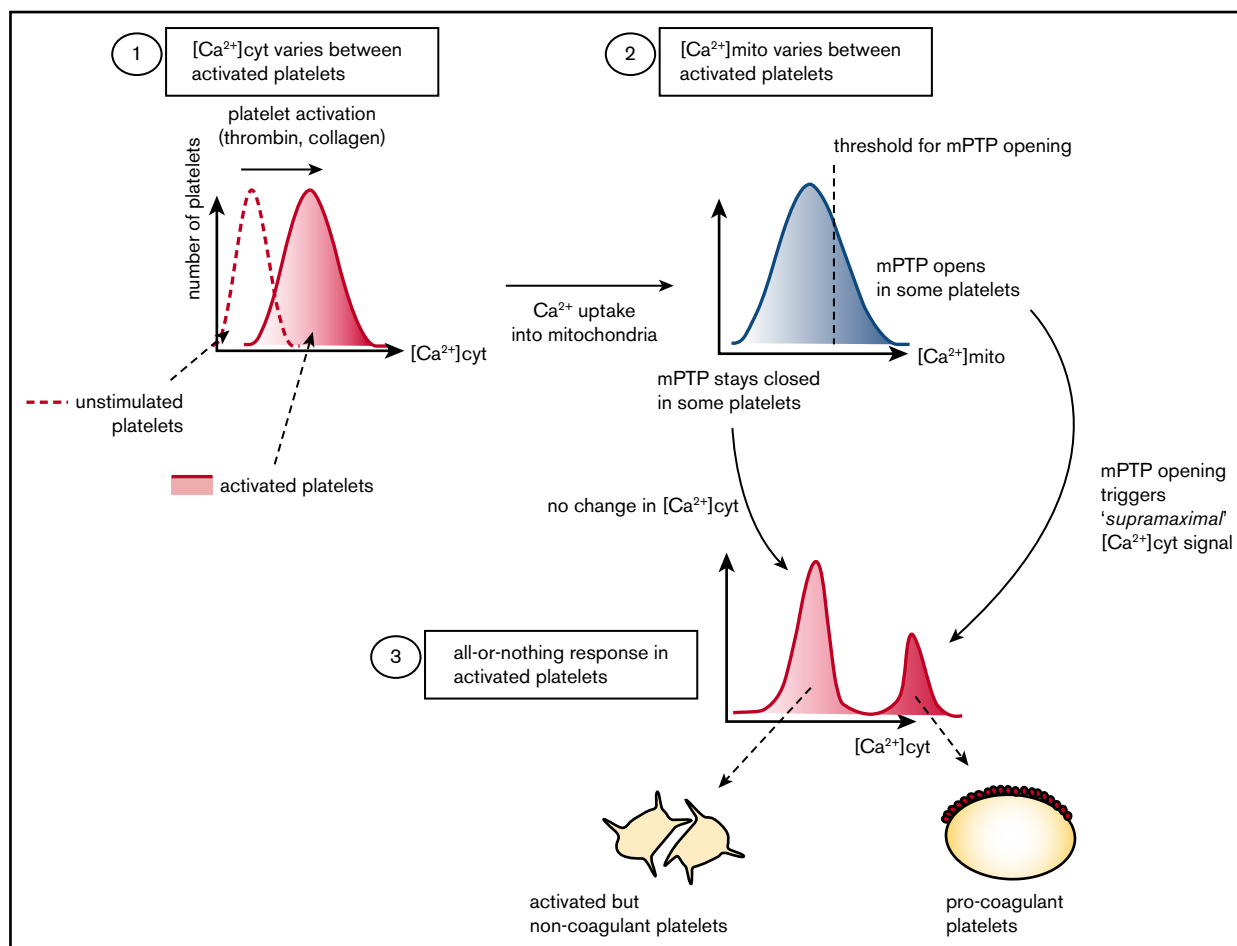 1
[Ca²⁺]cyt varies between
activated platelets
platelet activation
(thrombin, collagen)
number of platelets
[Ca²⁺]cyt
unstimulated
platelets
activated platelets
Ca²⁺ uptake
into mitochondria
2
[Ca²⁺]mito varies between
activated platelets
threshold for mPTP opening
mPTP opens
in some platelets
[Ca²⁺]mito
mPTP stays closed
in some platelets
no change in [Ca²⁺]cyt
mPTP opening
triggers
‘supramaximal’
[Ca²⁺]cyt signal
3
all-or-nothing response in
activated platelets
[Ca²⁺]cyt
activated but
non-coagulant platelets
pro-coagulant
platelets